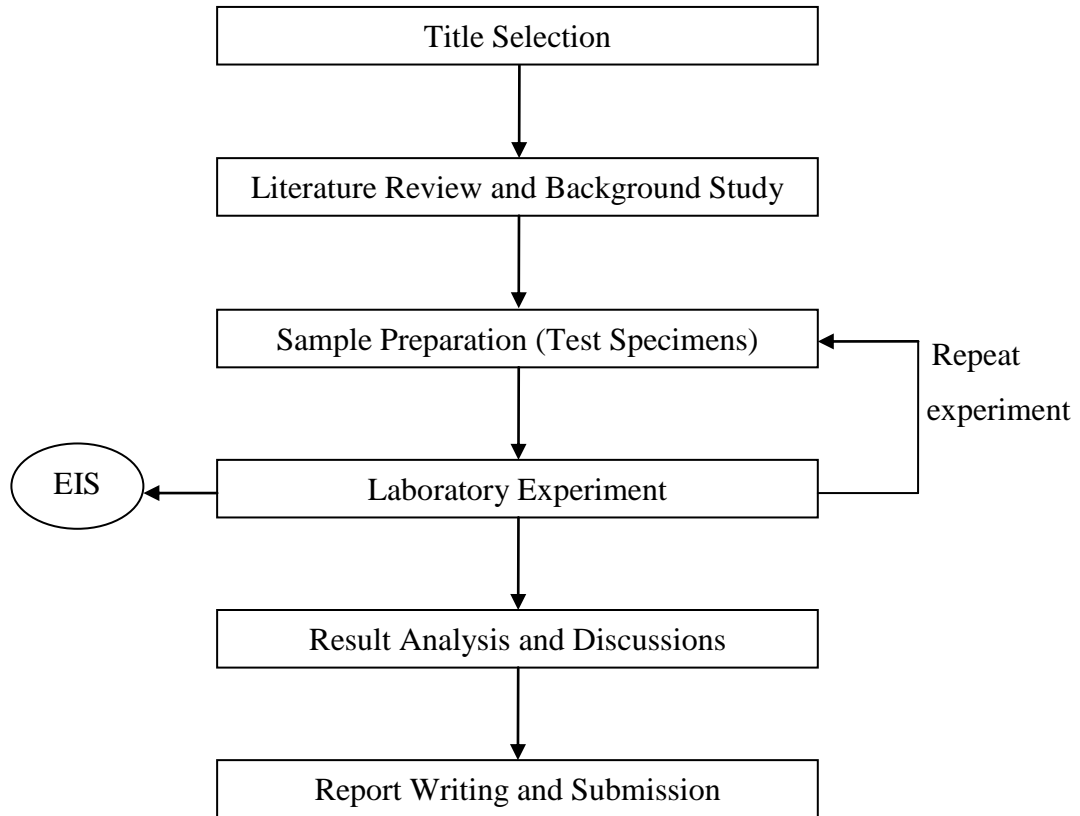 Title Selection
Literature Review and Background Study
Sample Preparation (Test Specimens)
Repeat
experiment
EIS
Laboratory Experiment
Result Analysis and Discussions
Report Writing and Submission